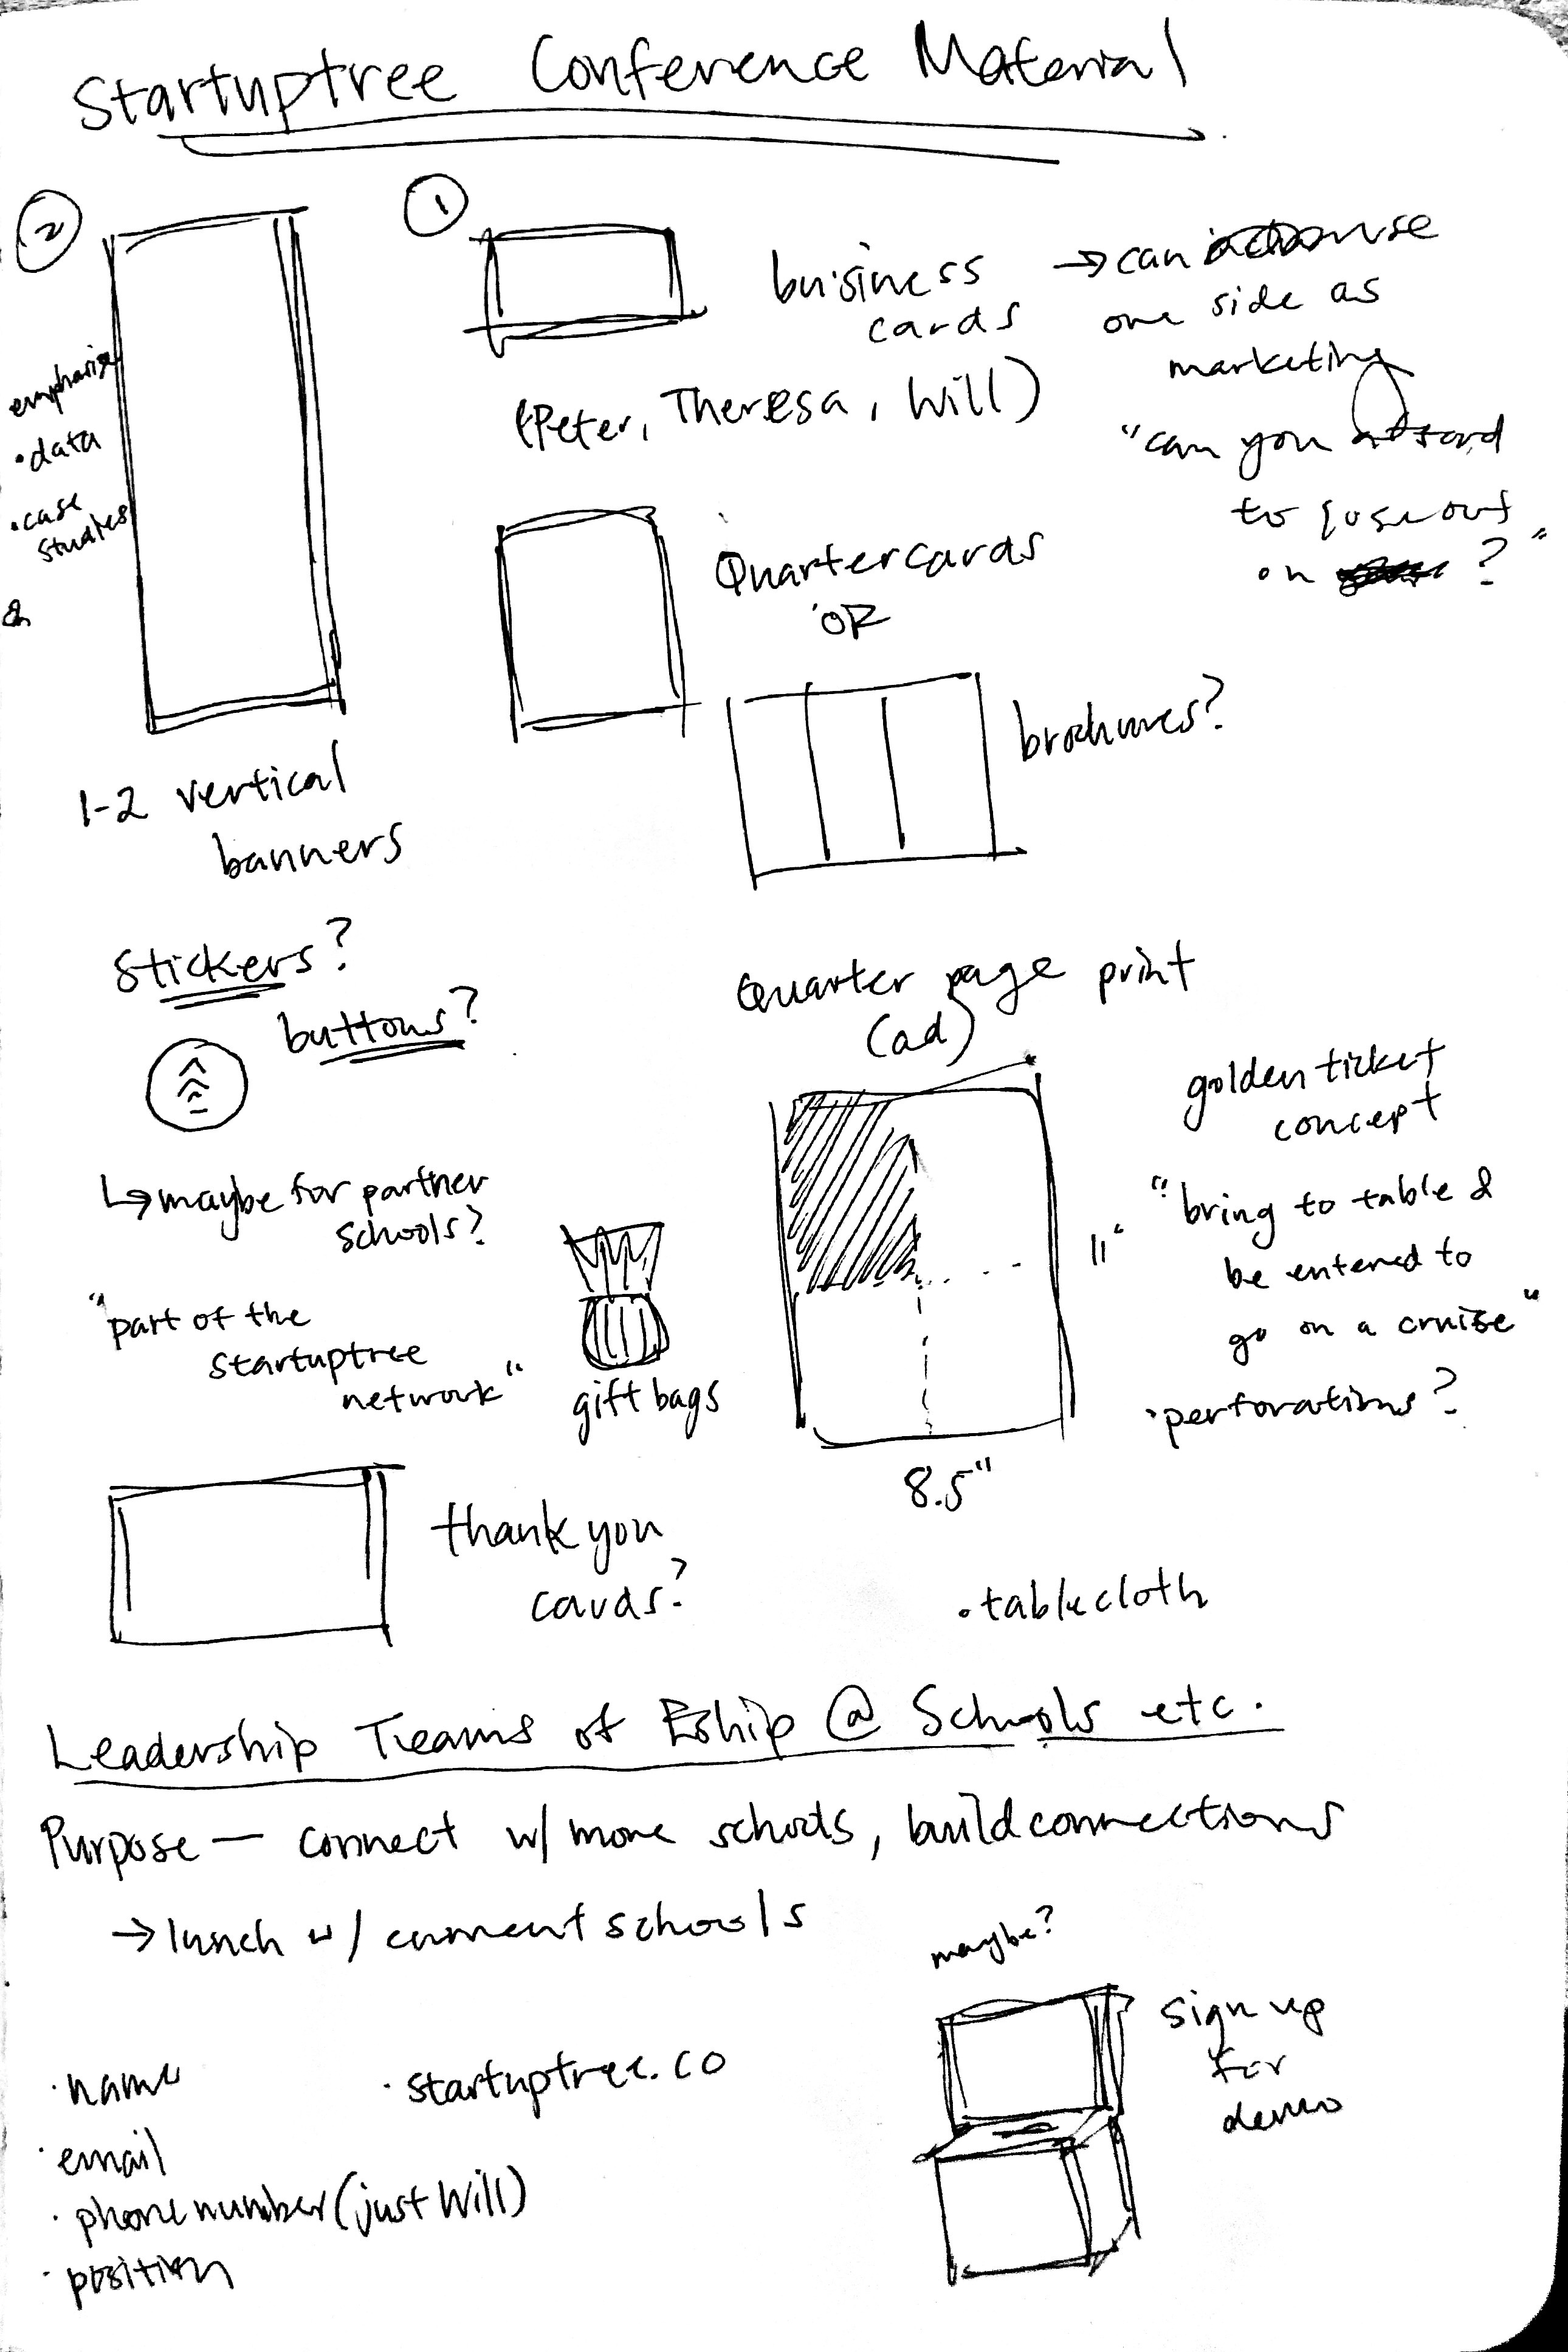 Startuptree Conference Material
2
1
business
cards
→ can use
one side as
marketing
(Peter, Theresa, Will)
"can you afford
to lose out
on ?"
emphasise
• data
• case
studies
&
1-2 vertical
banners
Quartercards
OR
brochures?
Stickers?
buttons?
↳ maybe for partner
schools?
"part of the
startuptree
network"
gift bags
Quarter page print
(ad)
11"
8.5"
golden ticket
concept
"bring to table &
be entered to
go on a cruise"
• perforations?
thank you
cards?
• tablecloth
Leadership Teams of Eship @ Schools etc.
Purpose — connect w/ more schools, build connections
→ lunch w/ current schools
• name
• email
• phone number (just Will)
• position
• startuptree.co
maybe?
sign up
for
demo